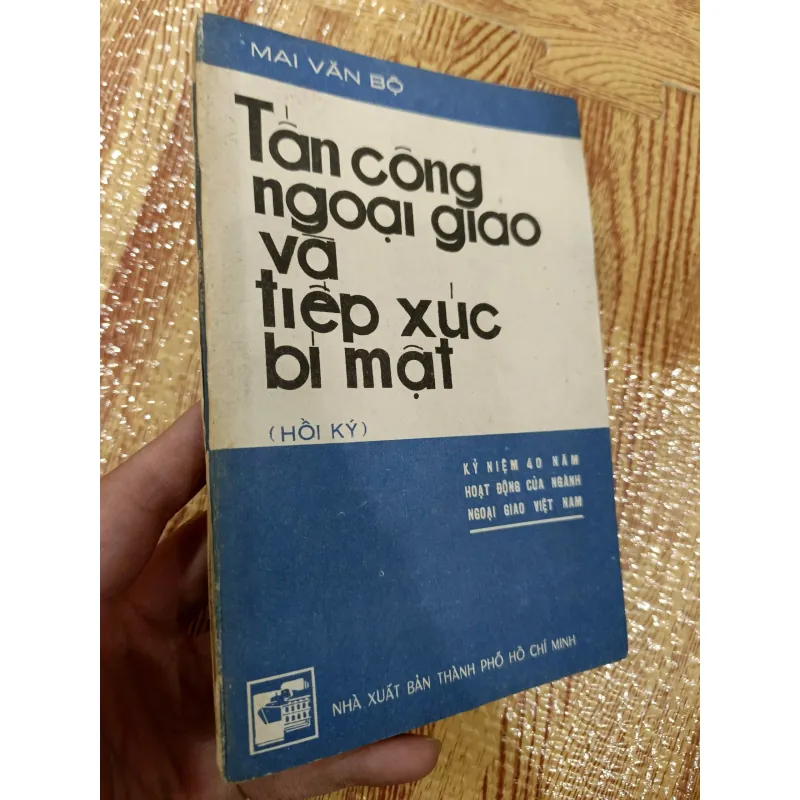 MAI VĂN BỘ
Tấn công
ngoại giao
và
tiếp xúc
bí mật
(HỒI KÝ)
KỶ NIỆM 40 NĂM
HOẠT ĐỘNG CỦA NGÀNH
NGOẠI GIAO VIỆT NAM
NHÀ XUẤT BẢN THÀNH PHỐ HỒ CHÍ MINH